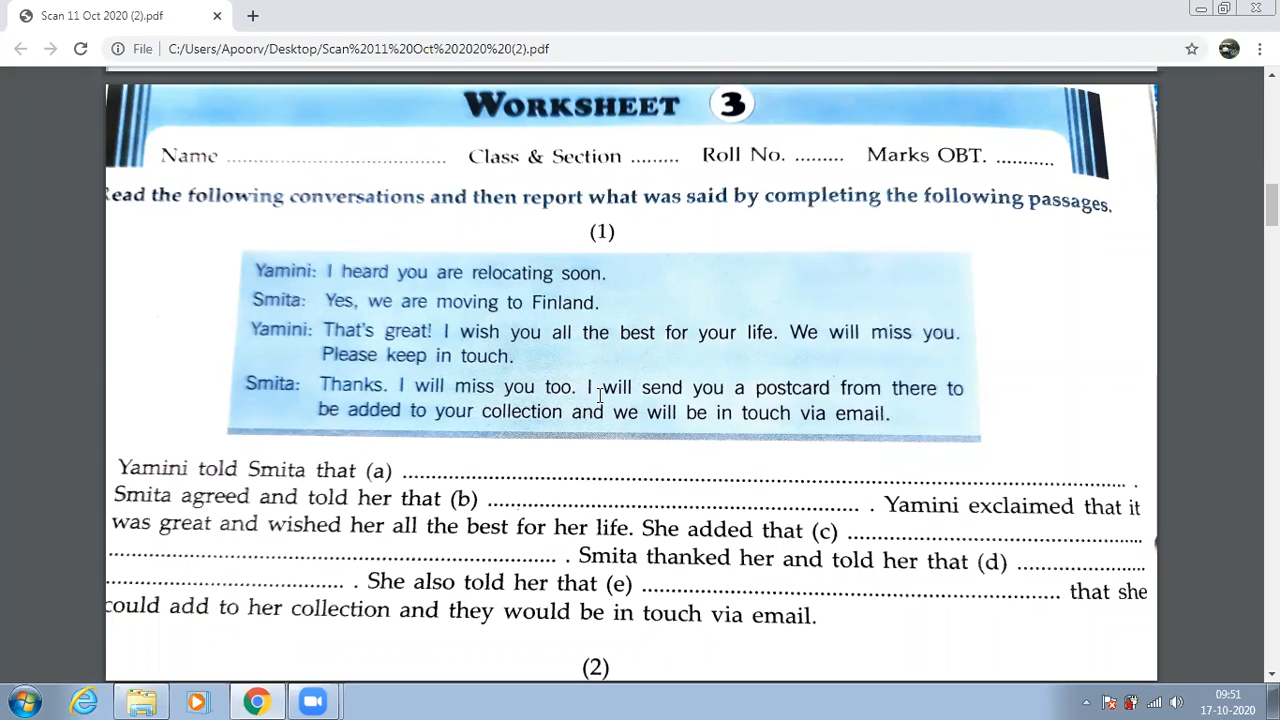 Scan 11 Oct 2020 (2).pdf
File C:/Users/Apoorv/Desktop/Scan%2011%20Oct%202020%20(2).pdf
WORKSHEET 3
Name ............ Class & Section ......... Roll No. ......... Marks OBT. ...........
ead the following conversations and then report what was said by completing the following passages.
(1)
Yamini: I heard you are relocating soon.
Smita: Yes, we are moving to Finland.
Yamini: That's great! I wish you all the best for your life. We will miss you.
Please keep in touch.
Smita: Thanks. I will miss you too. I will send you a postcard from there to
be added to your collection and we will be in touch via email.
Yamini told Smita that (a) ............ .
Smita agreed and told her that (b) ............ . Yamini exclaimed that it
was great and wished her all the best for her life. She added that (c) ............
............ . Smita thanked her and told her that (d) ............
............ . She also told her that (e) ............ that she
could add to her collection and they would be in touch via email.
(2)
09:51
17-10-2020